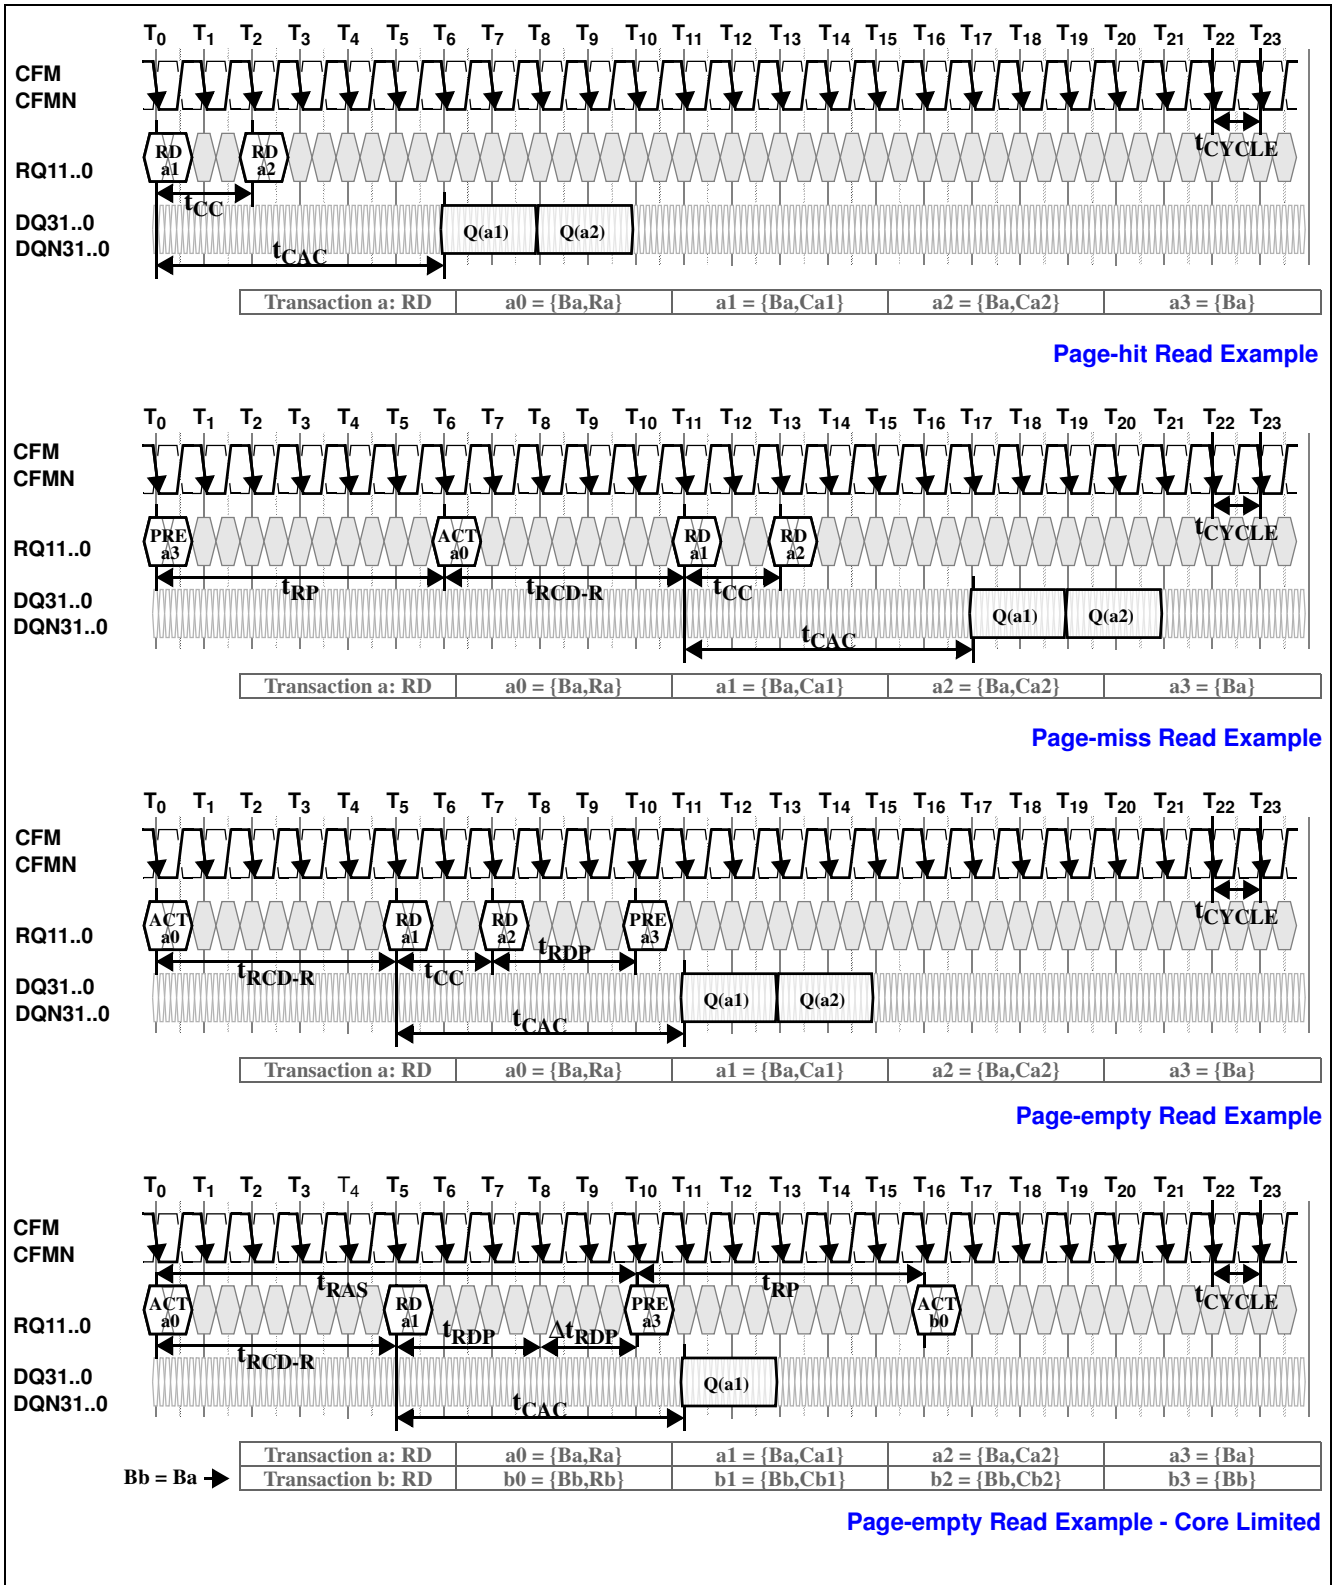 T0 T1 T2 T3 T4 T5 T6 T7 T8 T9 T10 T11 T12 T13 T14 T15 T16 T17 T18 T19 T20 T21 T22 T23
CFM
CFMN
tCYCLE
RQ11..0
RD a1
RD a2
tCC
DQ31..0
DQN31..0
Q(a1) Q(a2)
tCAC
Transaction a: RD a0 = {Ba,Ra} a1 = {Ba,Ca1} a2 = {Ba,Ca2} a3 = {Ba}
Page-hit Read Example
T0 T1 T2 T3 T4 T5 T6 T7 T8 T9 T10 T11 T12 T13 T14 T15 T16 T17 T18 T19 T20 T21 T22 T23
CFM
CFMN
tCYCLE
RQ11..0
PRE a3
ACT a0
RD a1
RD a2
tRP tRCD-R tCC
DQ31..0
DQN31..0
Q(a1) Q(a2)
tCAC
Transaction a: RD a0 = {Ba,Ra} a1 = {Ba,Ca1} a2 = {Ba,Ca2} a3 = {Ba}
Page-miss Read Example
T0 T1 T2 T3 T4 T5 T6 T7 T8 T9 T10 T11 T12 T13 T14 T15 T16 T17 T18 T19 T20 T21 T22 T23
CFM
CFMN
tCYCLE
RQ11..0
ACT a0
RD a1
RD a2
PRE a3
tRCD-R tCC tRDP
DQ31..0
DQN31..0
Q(a1) Q(a2)
tCAC
Transaction a: RD a0 = {Ba,Ra} a1 = {Ba,Ca1} a2 = {Ba,Ca2} a3 = {Ba}
Page-empty Read Example
T0 T1 T2 T3 T4 T5 T6 T7 T8 T9 T10 T11 T12 T13 T14 T15 T16 T17 T18 T19 T20 T21 T22 T23
CFM
CFMN
tRAS tRP tCYCLE
RQ11..0
ACT a0
RD a1
PRE a3
ACT b0
tRCD-R tRDP ΔtRDP
DQ31..0
DQN31..0
Q(a1)
tCAC
Transaction a: RD a0 = {Ba,Ra} a1 = {Ba,Ca1} a2 = {Ba,Ca2} a3 = {Ba}
Bb = Ba Transaction b: RD b0 = {Bb,Rb} b1 = {Bb,Cb1} b2 = {Bb,Cb2} b3 = {Bb}
Page-empty Read Example - Core Limited